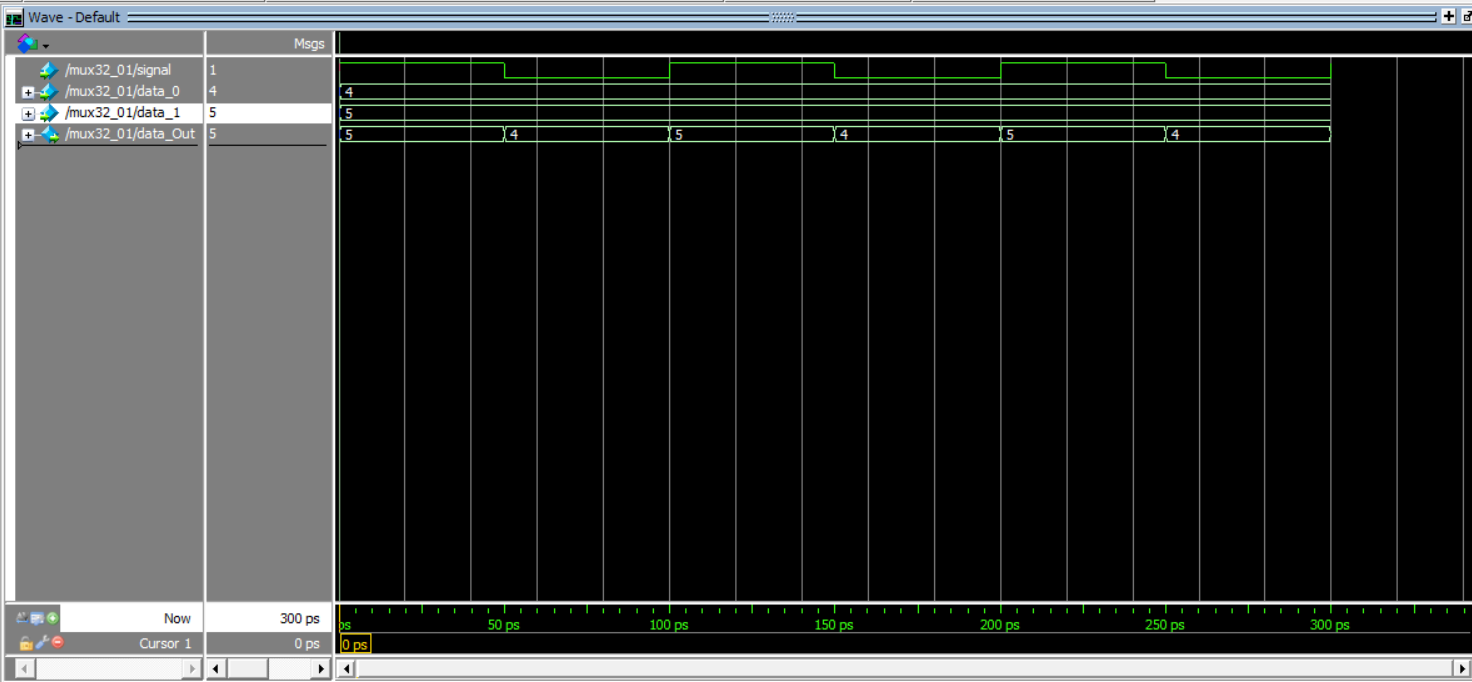 Wave - Default
Msgs
/mux32_01/signal 1
/mux32_01/data_0 4 4
/mux32_01/data_1 5 5
/mux32_01/data_Out 5 5 4 5 4 5 4
Now 300 ps ps 50 ps 100 ps 150 ps 200 ps 250 ps 300 ps
Cursor 1 0 ps 0 ps